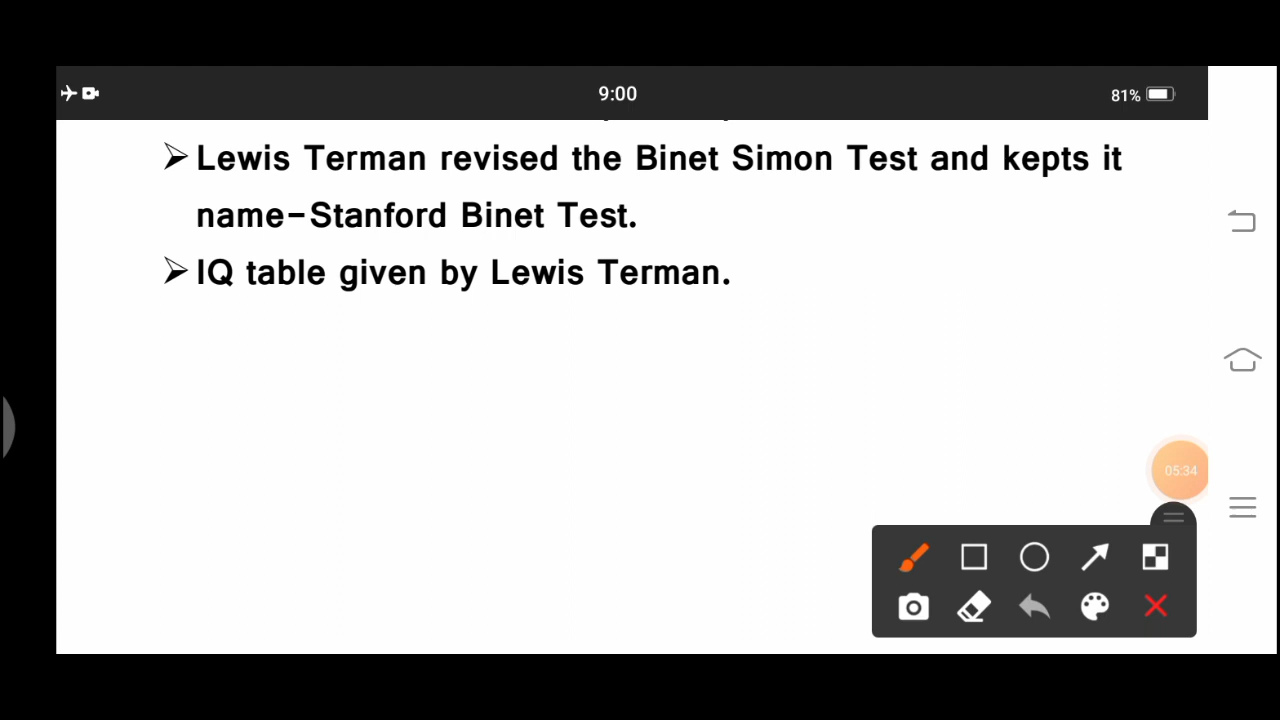 9:00
81%
➢ Lewis Terman revised the Binet Simon Test and kepts it
name-Stanford Binet Test.
➢ IQ table given by Lewis Terman.
05:34